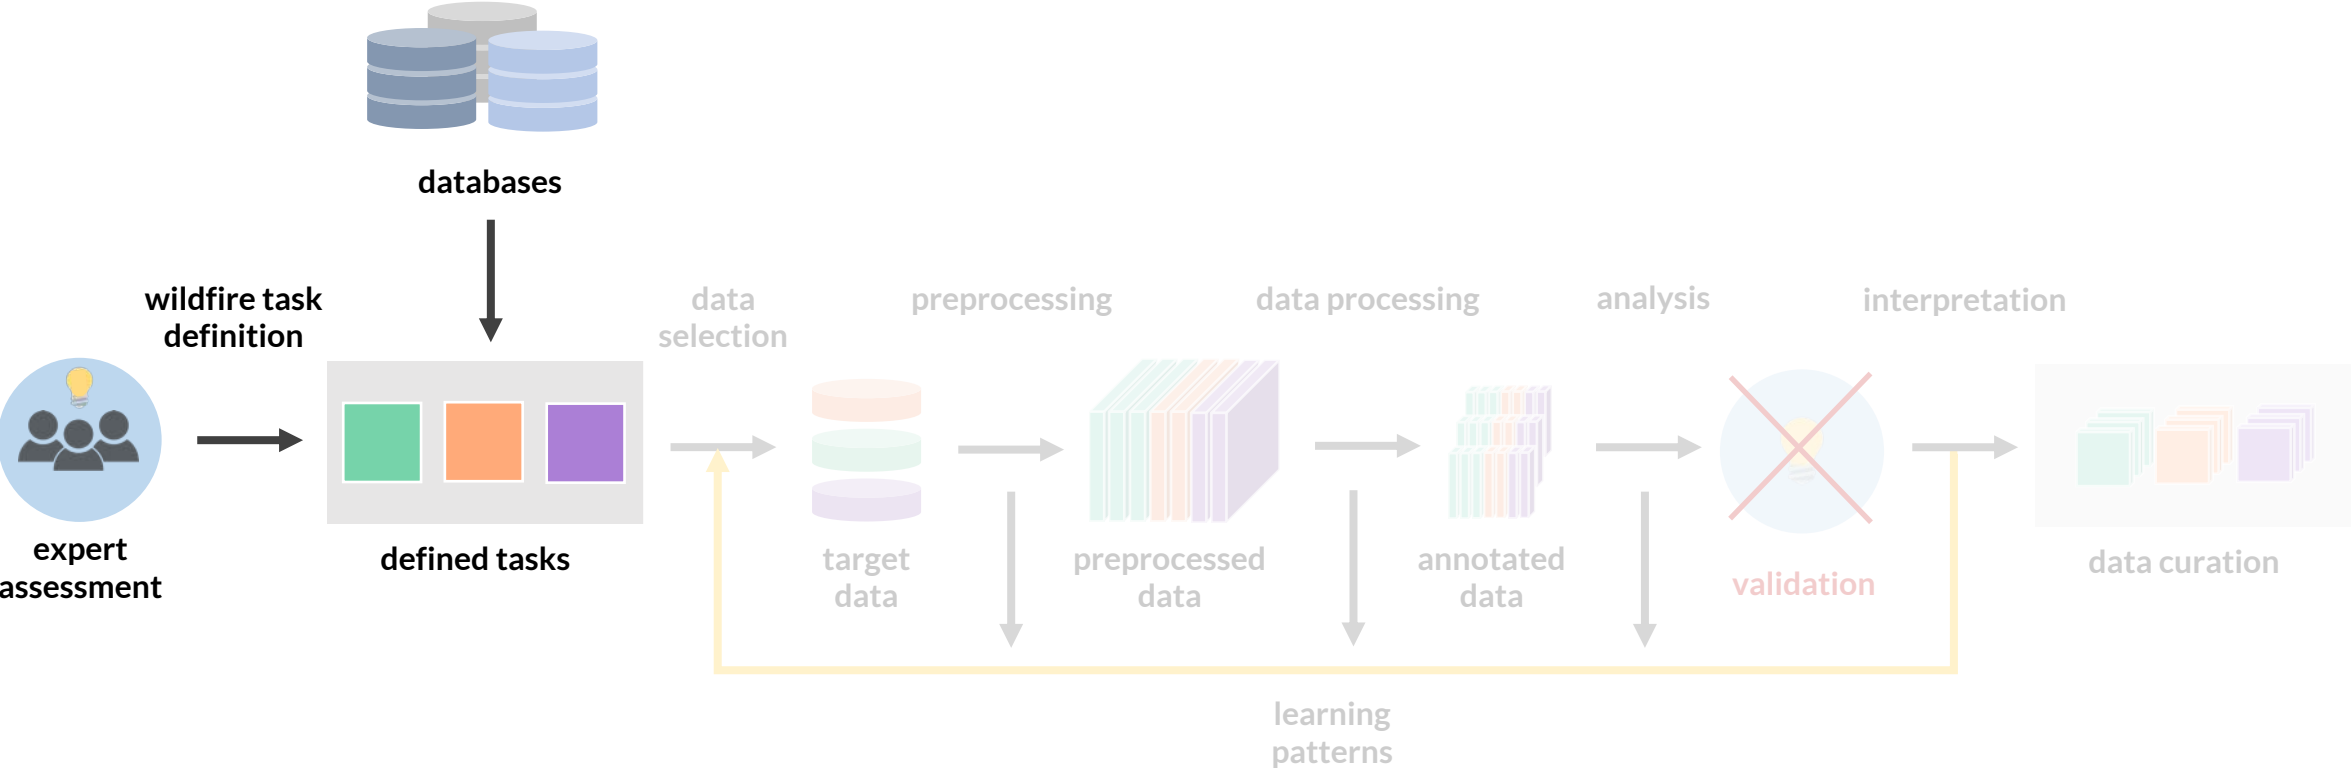 databases
wildfire task
definition
data
selection
preprocessing
data processing
analysis
interpretation
expert
assessment
defined tasks
target
data
preprocessed
data
annotated
data
validation
data curation
learning
patterns